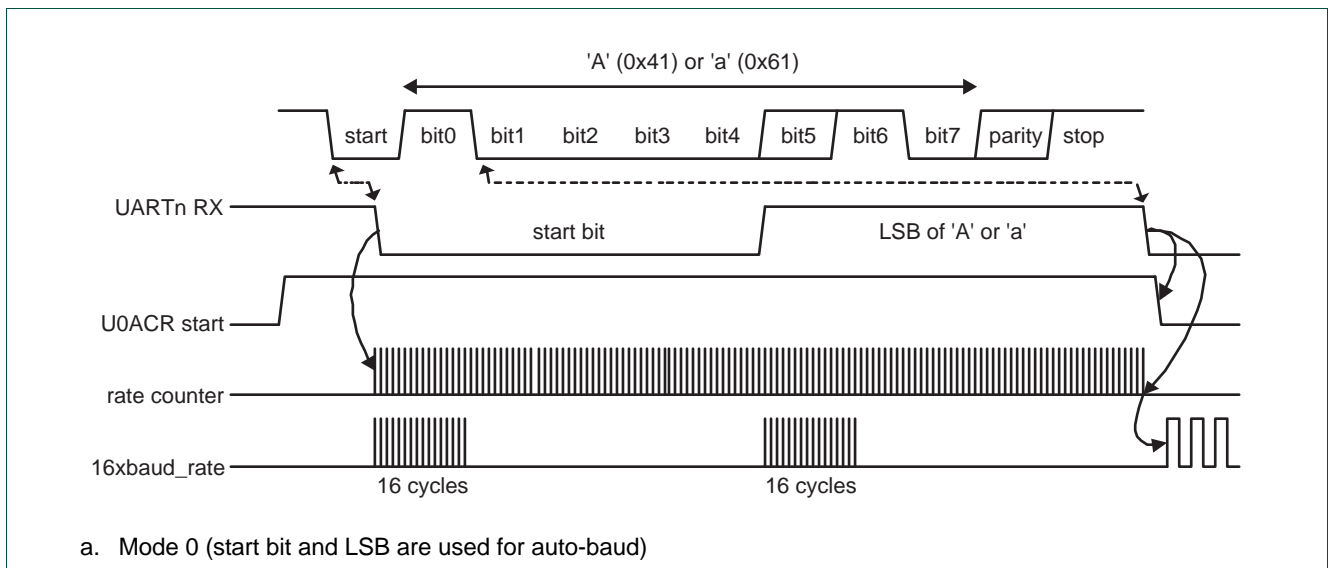 'A' (0x41) or 'a' (0x61)
start bit0 bit1 bit2 bit3 bit4 bit5 bit6 bit7 parity stop
UARTn RX
start bit LSB of 'A' or 'a'
U0ACR start
rate counter
16xbaud_rate
16 cycles 16 cycles
a. Mode 0 (start bit and LSB are used for auto-baud)